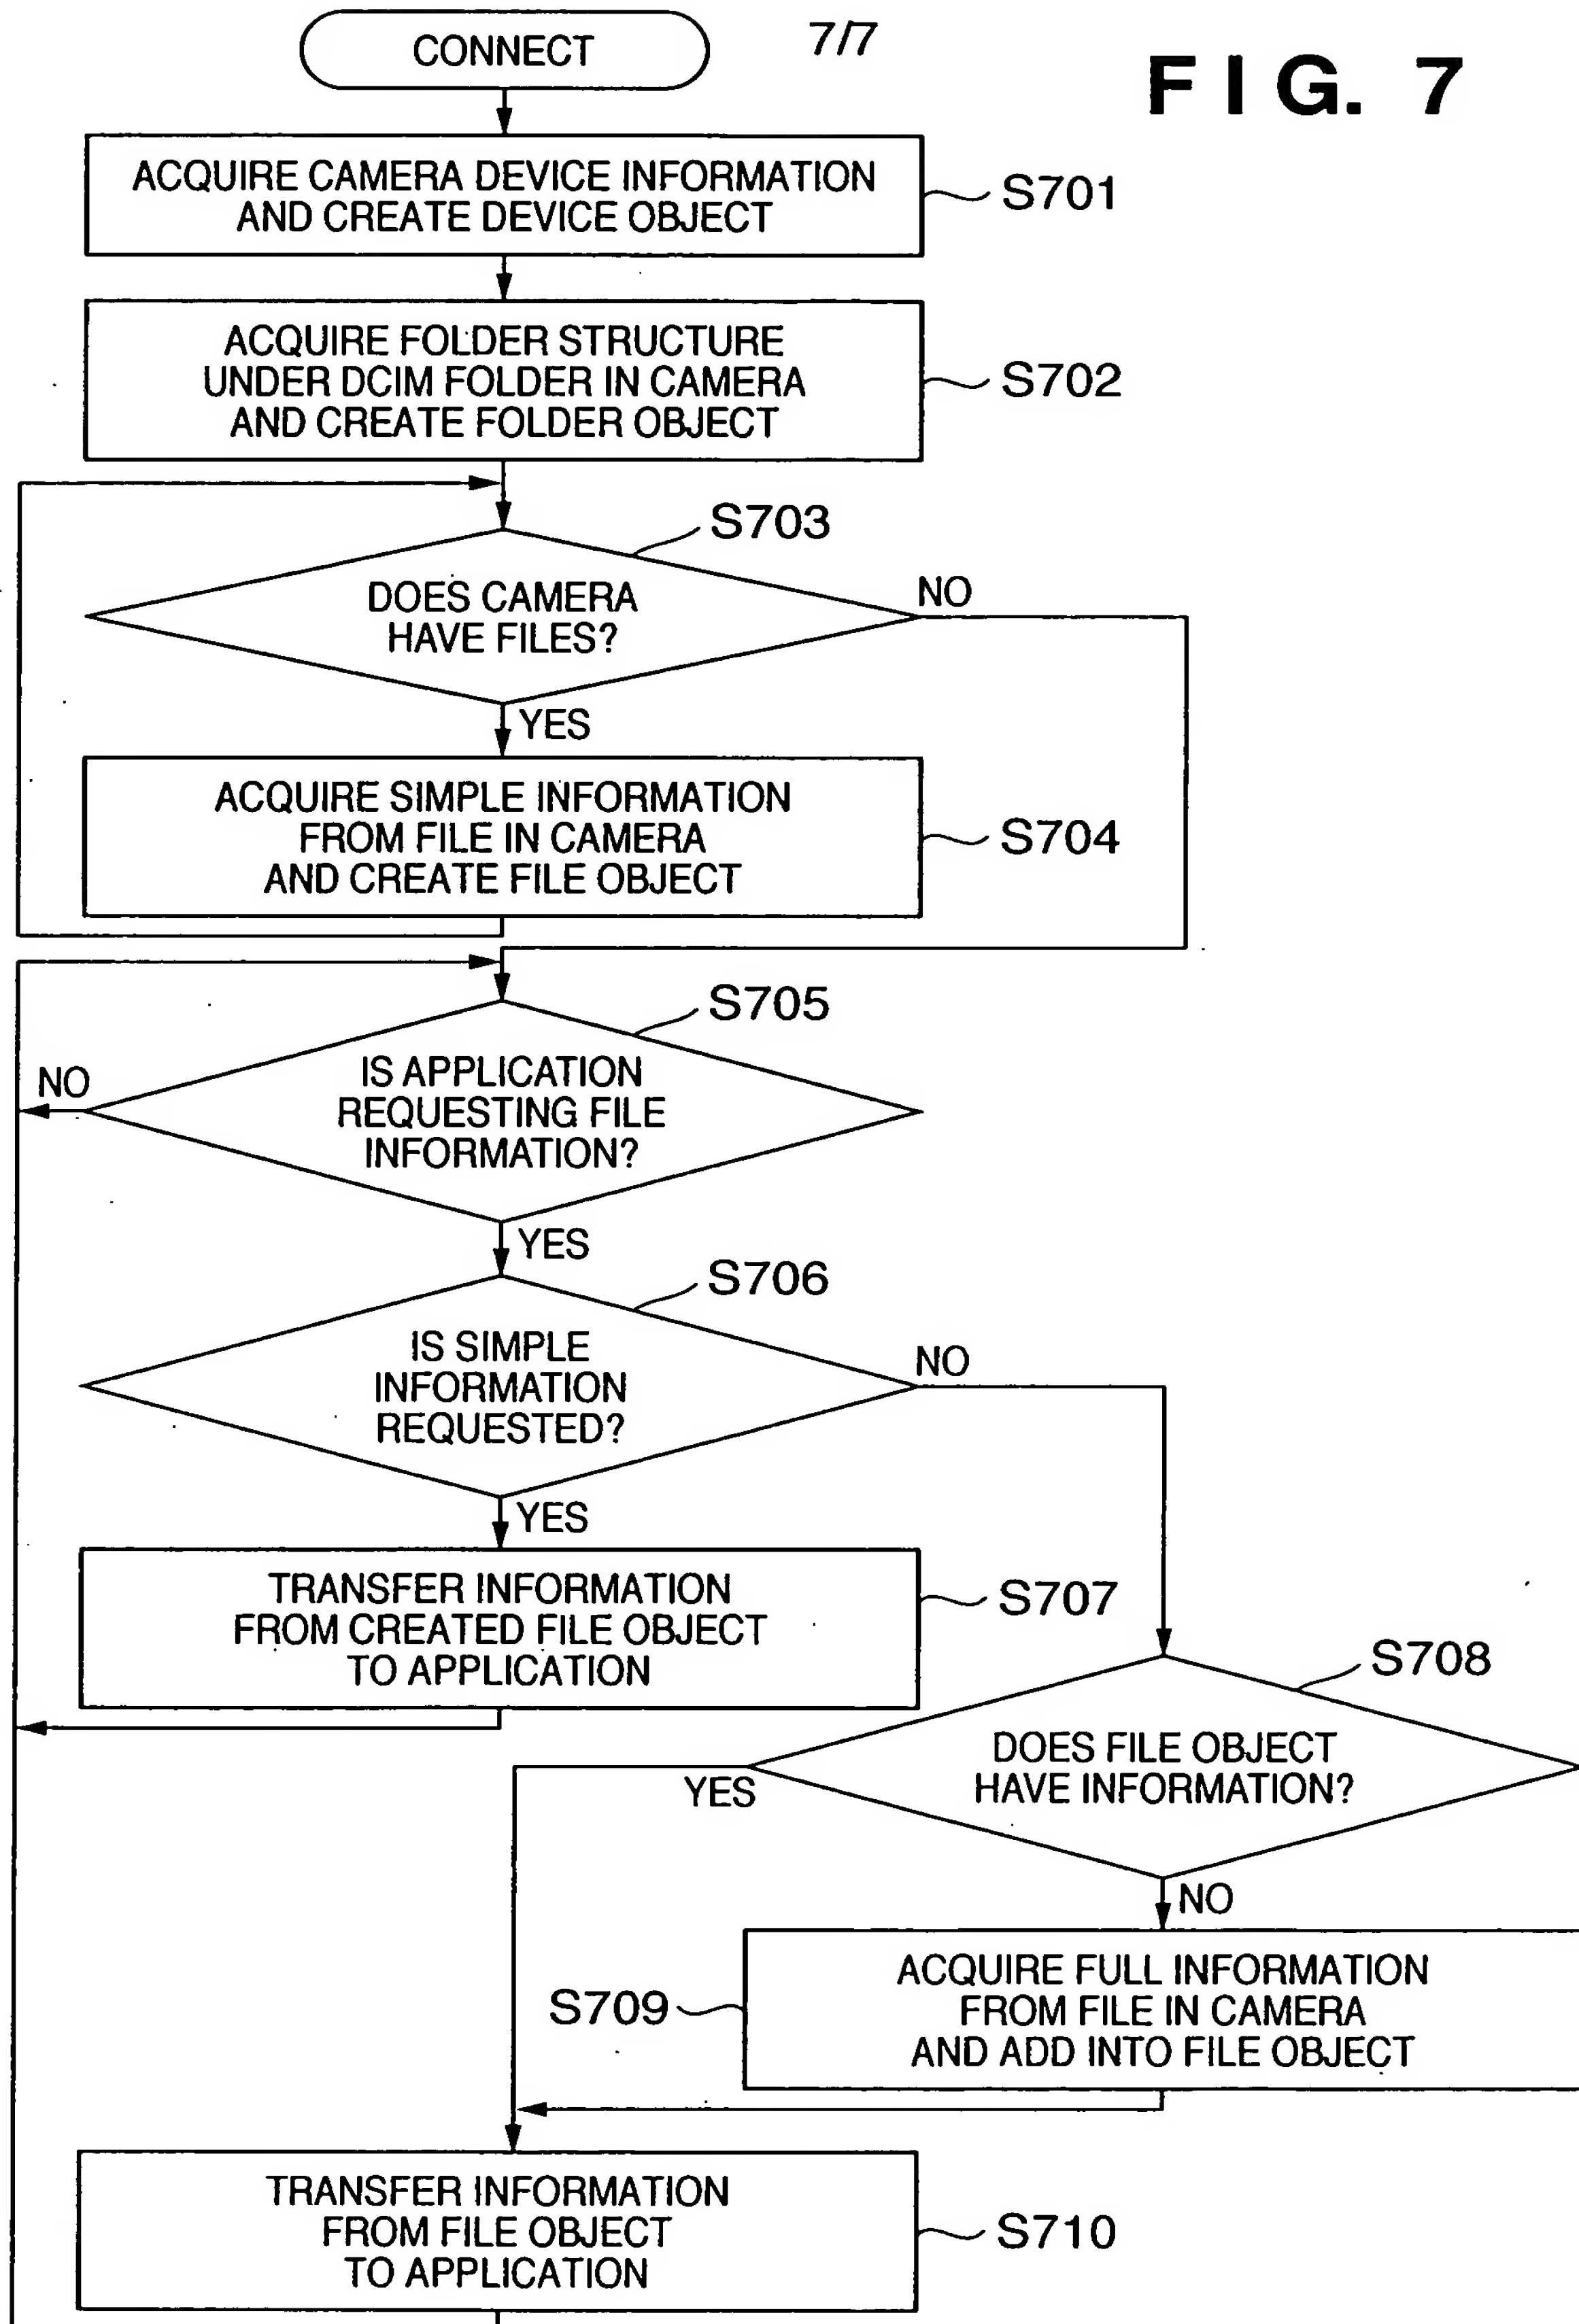 CONNECT
7/7
FIG. 7
ACQUIRE CAMERA DEVICE INFORMATION
AND CREATE DEVICE OBJECT
S701
ACQUIRE FOLDER STRUCTURE
UNDER DCIM FOLDER IN CAMERA
AND CREATE FOLDER OBJECT
S702
S703
DOES CAMERA
HAVE FILES?
NO
YES
ACQUIRE SIMPLE INFORMATION
FROM FILE IN CAMERA
AND CREATE FILE OBJECT
S704
S705
IS APPLICATION
REQUESTING FILE
INFORMATION?
NO
YES
S706
IS SIMPLE
INFORMATION
REQUESTED?
NO
YES
TRANSFER INFORMATION
FROM CREATED FILE OBJECT
TO APPLICATION
S707
S708
DOES FILE OBJECT
HAVE INFORMATION?
YES
NO
ACQUIRE FULL INFORMATION
FROM FILE IN CAMERA
AND ADD INTO FILE OBJECT
S709
TRANSFER INFORMATION
FROM FILE OBJECT
TO APPLICATION
S710